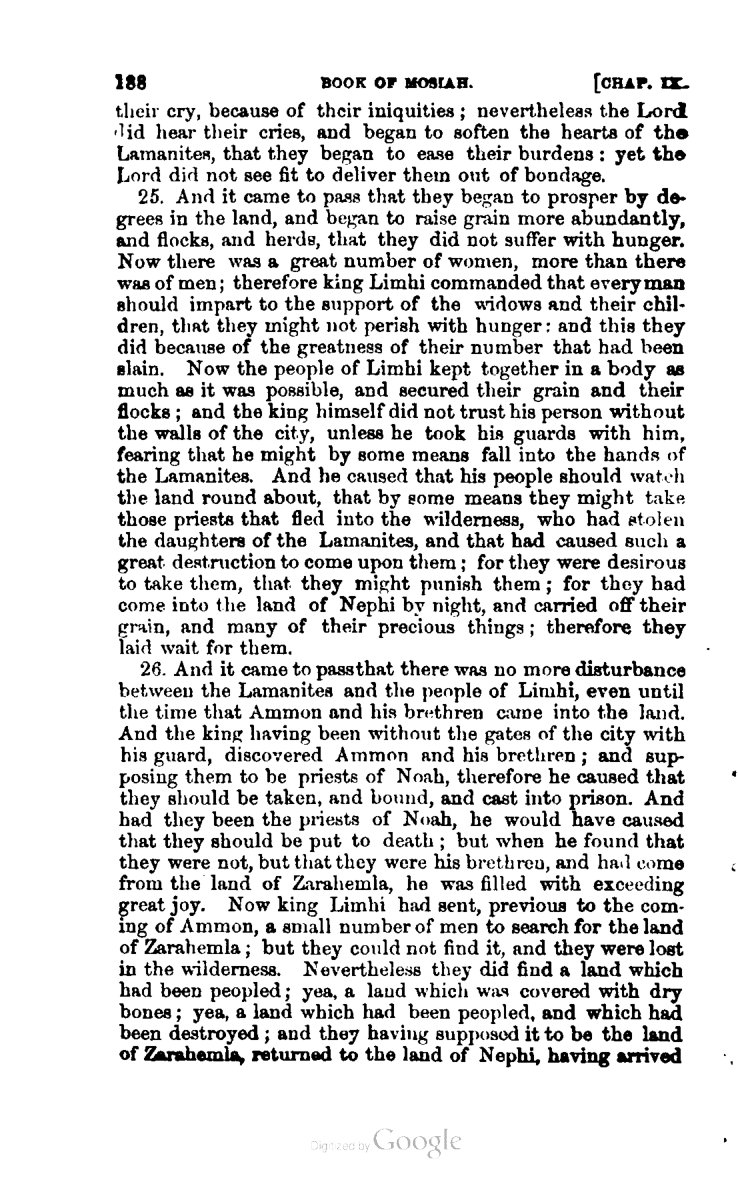 188 BOOK OF MOSIAH. [CHAP. IX.
their cry, because of their iniquities; nevertheless the Lord
did hear their cries, and began to soften the hearts of the
Lamanites, that they began to ease their burdens: yet the
Lord did not see fit to deliver them out of bondage.
25. And it came to pass that they began to prosper by de-
grees in the land, and began to raise grain more abundantly,
and flocks, and herds, that they did not suffer with hunger.
Now there was a great number of women, more than there
was of men; therefore king Limhi commanded that every man
should impart to the support of the widows and their chil-
dren, that they might not perish with hunger: and this they
did because of the greatness of their number that had been
slain. Now the people of Limhi kept together in a body as
much as it was possible, and secured their grain and their
flocks; and the king himself did not trust his person without
the walls of the city, unless he took his guards with him,
fearing that he might by some means fall into the hands of
the Lamanites. And he caused that his people should watch
the land round about, that by some means they might take
those priests that fled into the wilderness, who had stolen
the daughters of the Lamanites, and that had caused such a
great destruction to come upon them; for they were desirous
to take them, that they might punish them; for they had
come into the land of Nephi by night, and carried off their
grain, and many of their precious things; therefore they
laid wait for them.
26. And it came to pass that there was no more disturbance
between the Lamanites and the people of Limhi, even until
the time that Ammon and his brethren came into the land.
And the king having been without the gates of the city with
his guard, discovered Ammon and his brethren; and sup-
posing them to be priests of Noah, therefore he caused that
they should be taken, and bound, and cast into prison. And
had they been the priests of Noah, he would have caused
that they should be put to death; but when he found that
they were not, but that they were his brethren, and had come
from the land of Zarahemla, he was filled with exceeding
great joy. Now king Limhi had sent, previous to the com-
ing of Ammon, a small number of men to search for the land
of Zarahemla; but they could not find it, and they were lost
in the wilderness. Nevertheless they did find a land which
had been peopled; yea, a land which was covered with dry
bones; yea, a land which had been peopled, and which had
been destroyed; and they having supposed it to be the land
of Zarahemla, returned to the land of Nephi, having arrived
Digitized by Google